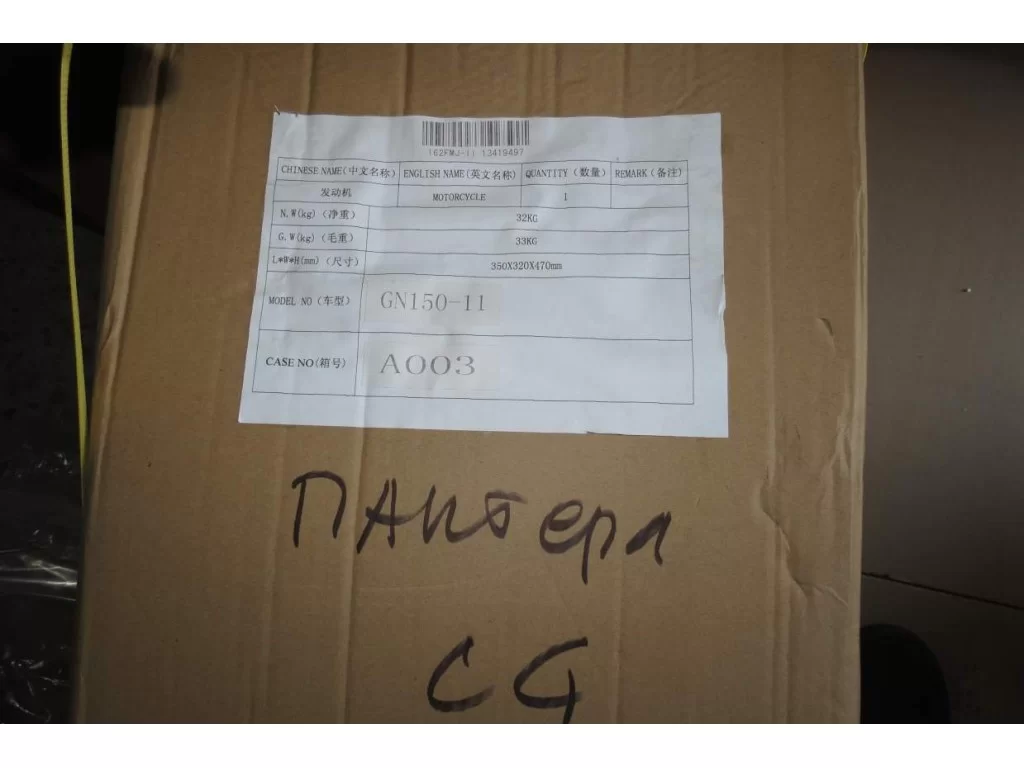 162FMJ-II 13419497
CHINESE NAME(中文名称) ENGLISH NAME(英文名称) QUANTITY (数量) REMARK(备注)
发动机 MOTORCYCLE 1
N.W(kg) (净重) 32KG
G.W(kg) (毛重) 33KG
L*W*H(mm) (尺寸) 350X320X470mm
MODEL NO (车型) GN150-11
CASE NO(箱号) A003
ПАНтера
CG